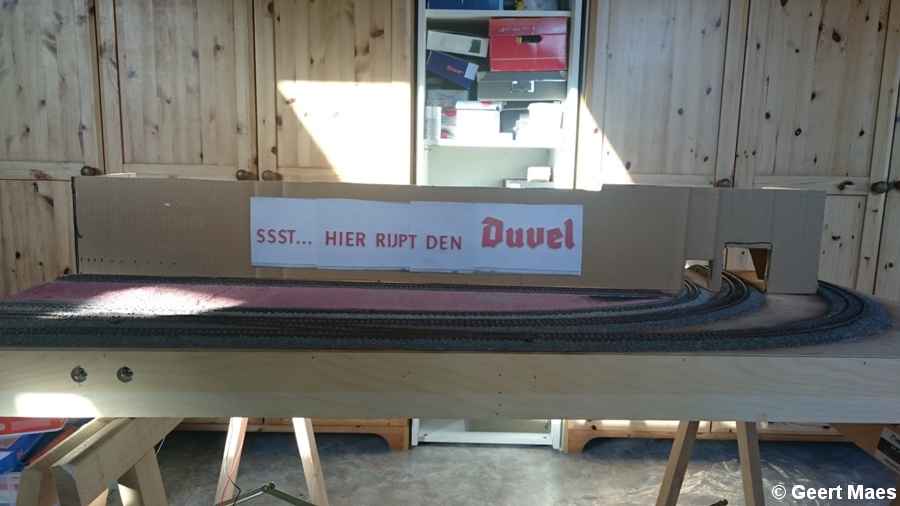 SSST... HIER RIJPT DEN Duvel
© Geert Maes